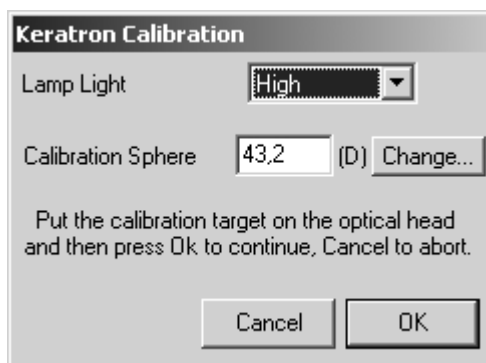 Keratron Calibration
Lamp Light High
Calibration Sphere 43,2 (D) Change...
Put the calibration target on the optical head
and then press Ok to continue, Cancel to abort.
Cancel OK